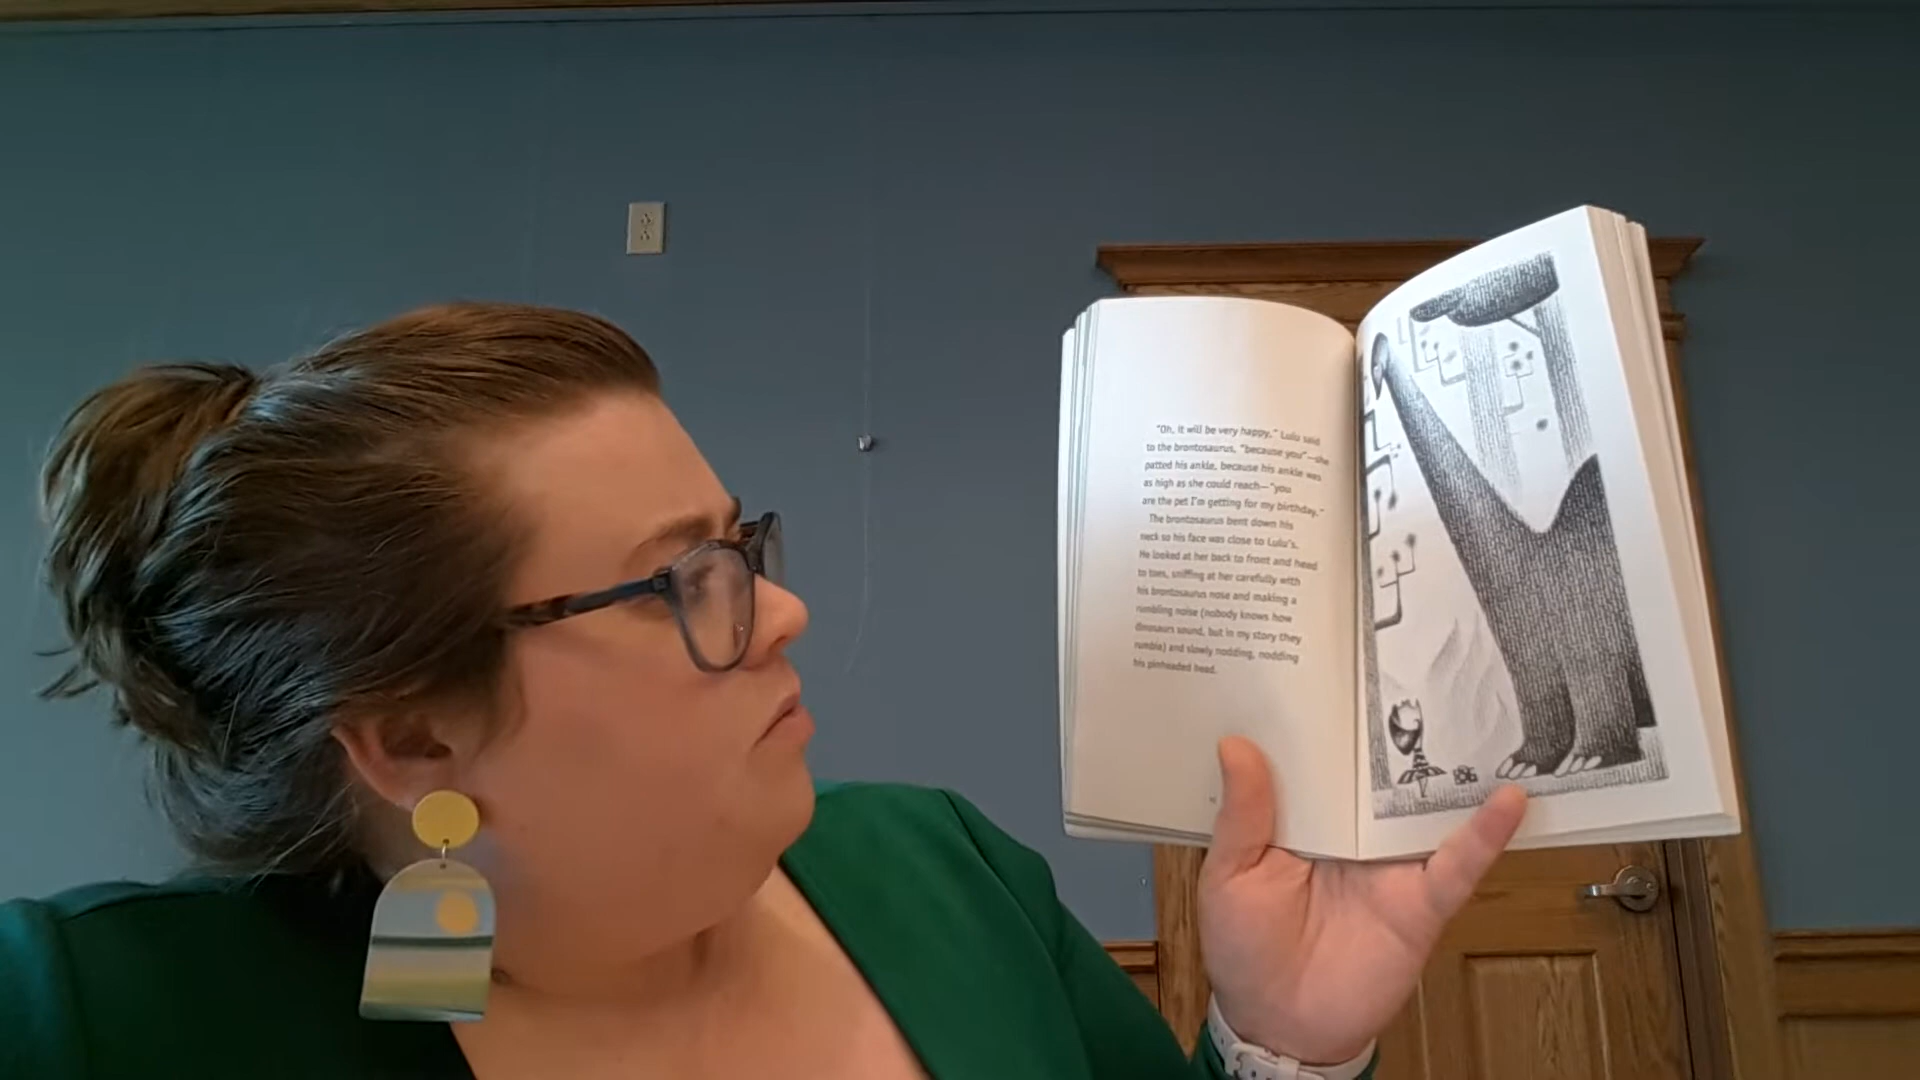 "Oh, it will be very happy," Lulu said
to the brontosaurus, "because you"—she
patted his ankle, because his ankle was
as high as she could reach—"you
are the pet I'm getting for my birthday."
The brontosaurus bent down his
neck so his face was close to Lulu's.
He looked at her back to front and head
to toes, sniffing at her carefully with
his brontosaurus nose and making a
rumbling noise (nobody knows how
dinosaurs sound, but in my story they
rumble) and slowly nodding, nodding
his pinheaded head.